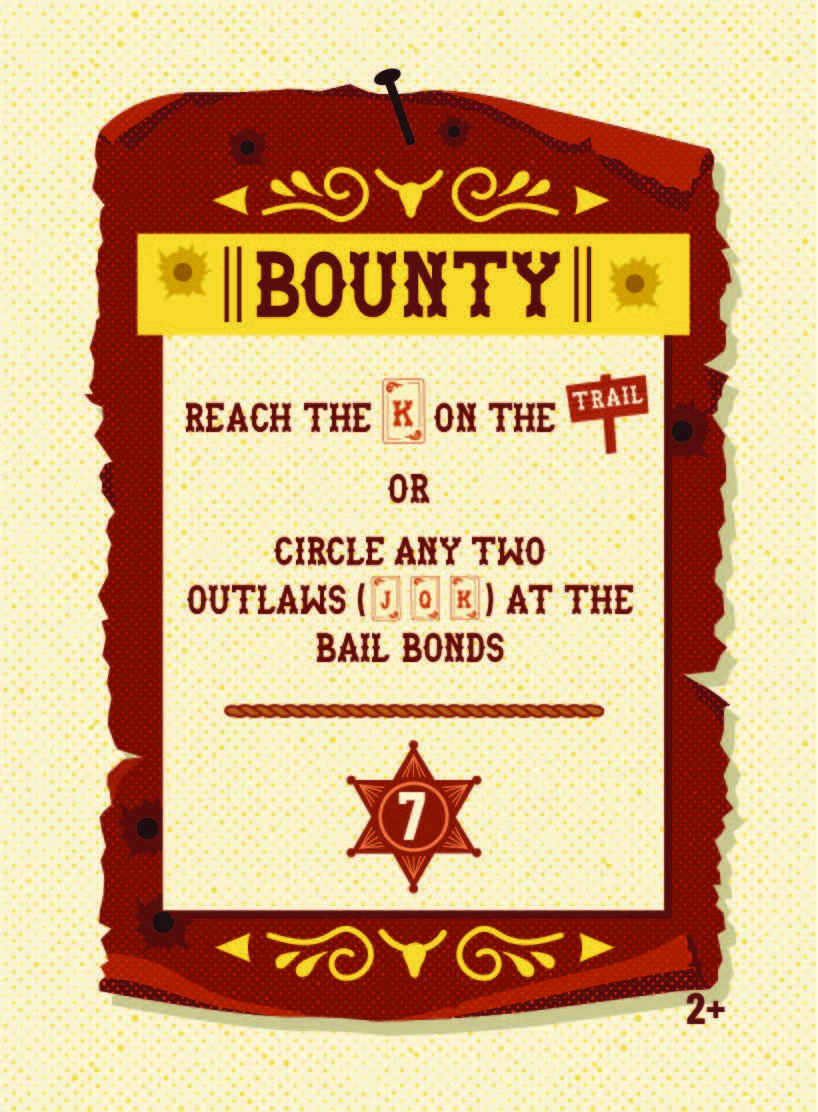 BOUNTY
REACH THE K ON THE TRAIL
OR
CIRCLE ANY TWO
OUTLAWS (J Q K) AT THE
BAIL BONDS
7
2+